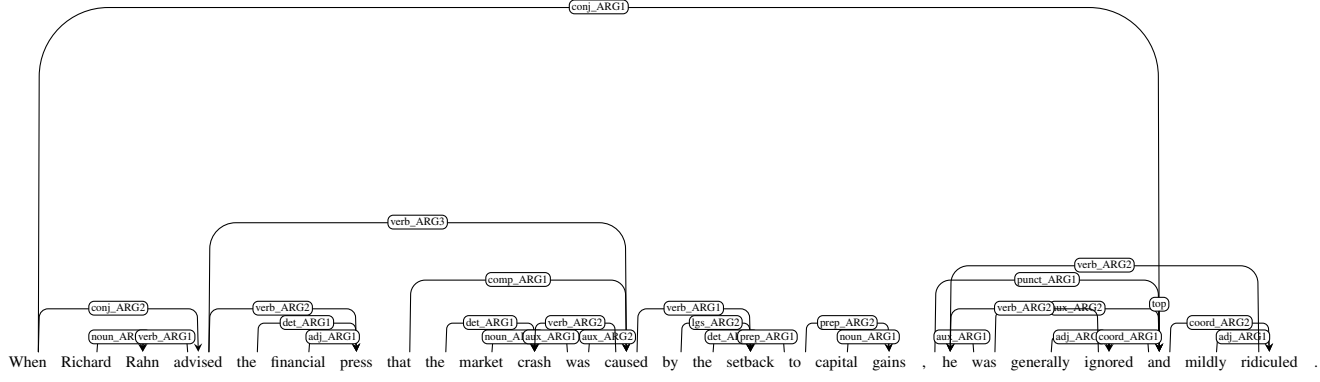 conj_ARG1
verb_ARG3
verb_ARG2
comp_ARG1 punct_ARG1
conj_ARG2 verb_ARG2 verb_ARG1 verb_ARG2 aux_ARG2 top
det_ARG1 det_ARG1 verb_ARG2 lgs_ARG2 prep_ARG2 coord_ARG2
verb_ARG1 adj_ARG1 aux_ARG1 aux_ARG2 prep_ARG1 noun_ARG1 coord_ARG1 adj_ARG1
When Richard Rahn advised the financial press that the market crash was caused by the setback to capital gains , he was generally ignored and mildly ridiculed .